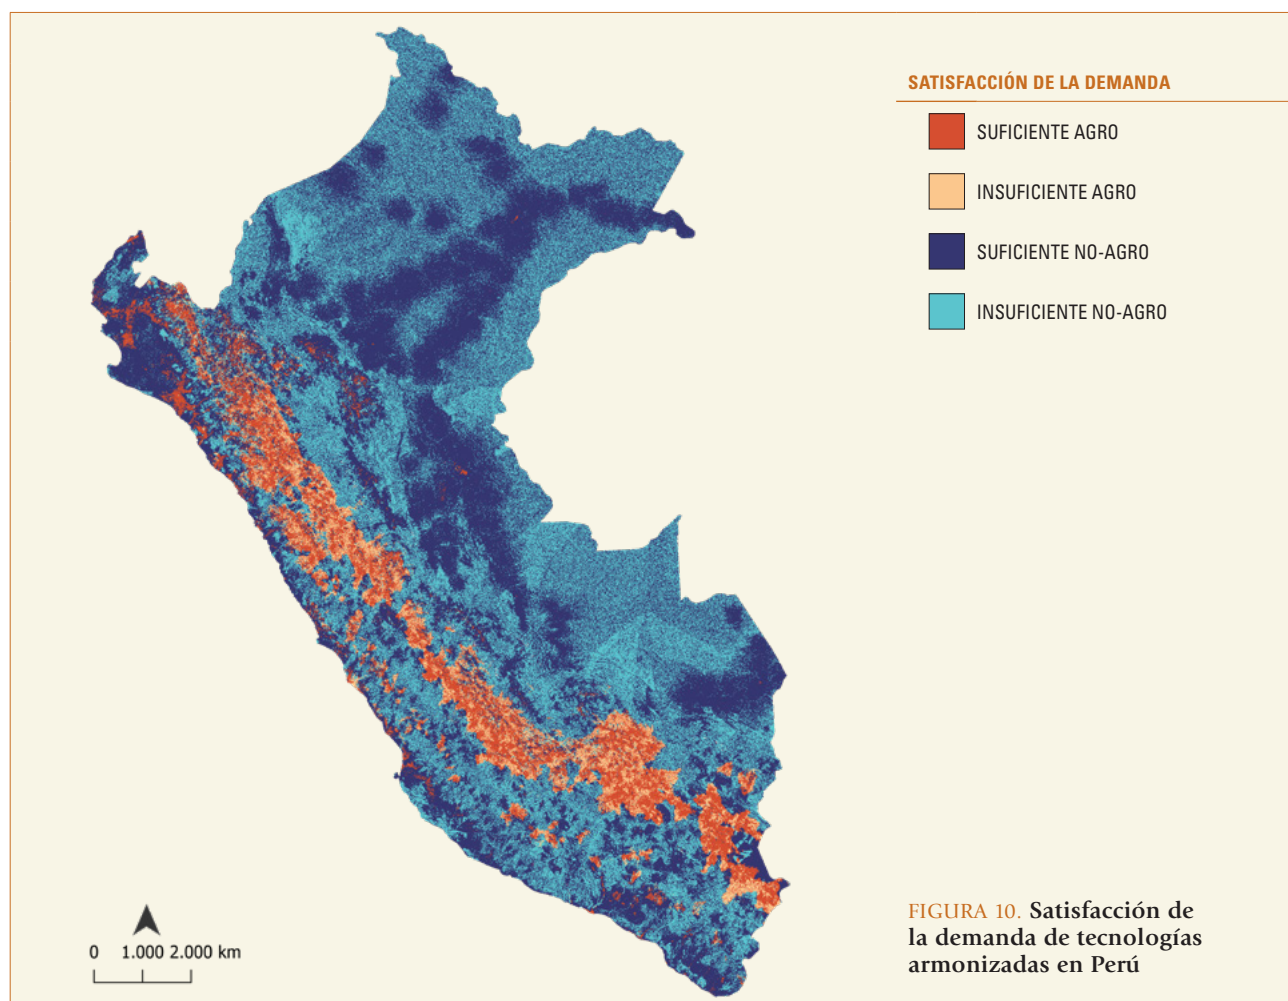 SATISFACCIÓN DE LA DEMANDA
SUFICIENTE AGRO
INSUFICIENTE AGRO
SUFICIENTE NO-AGRO
INSUFICIENTE NO-AGRO
0 1.000 2.000 km
FIGURA 10. Satisfacción de
la demanda de tecnologías
armonizadas en Perú